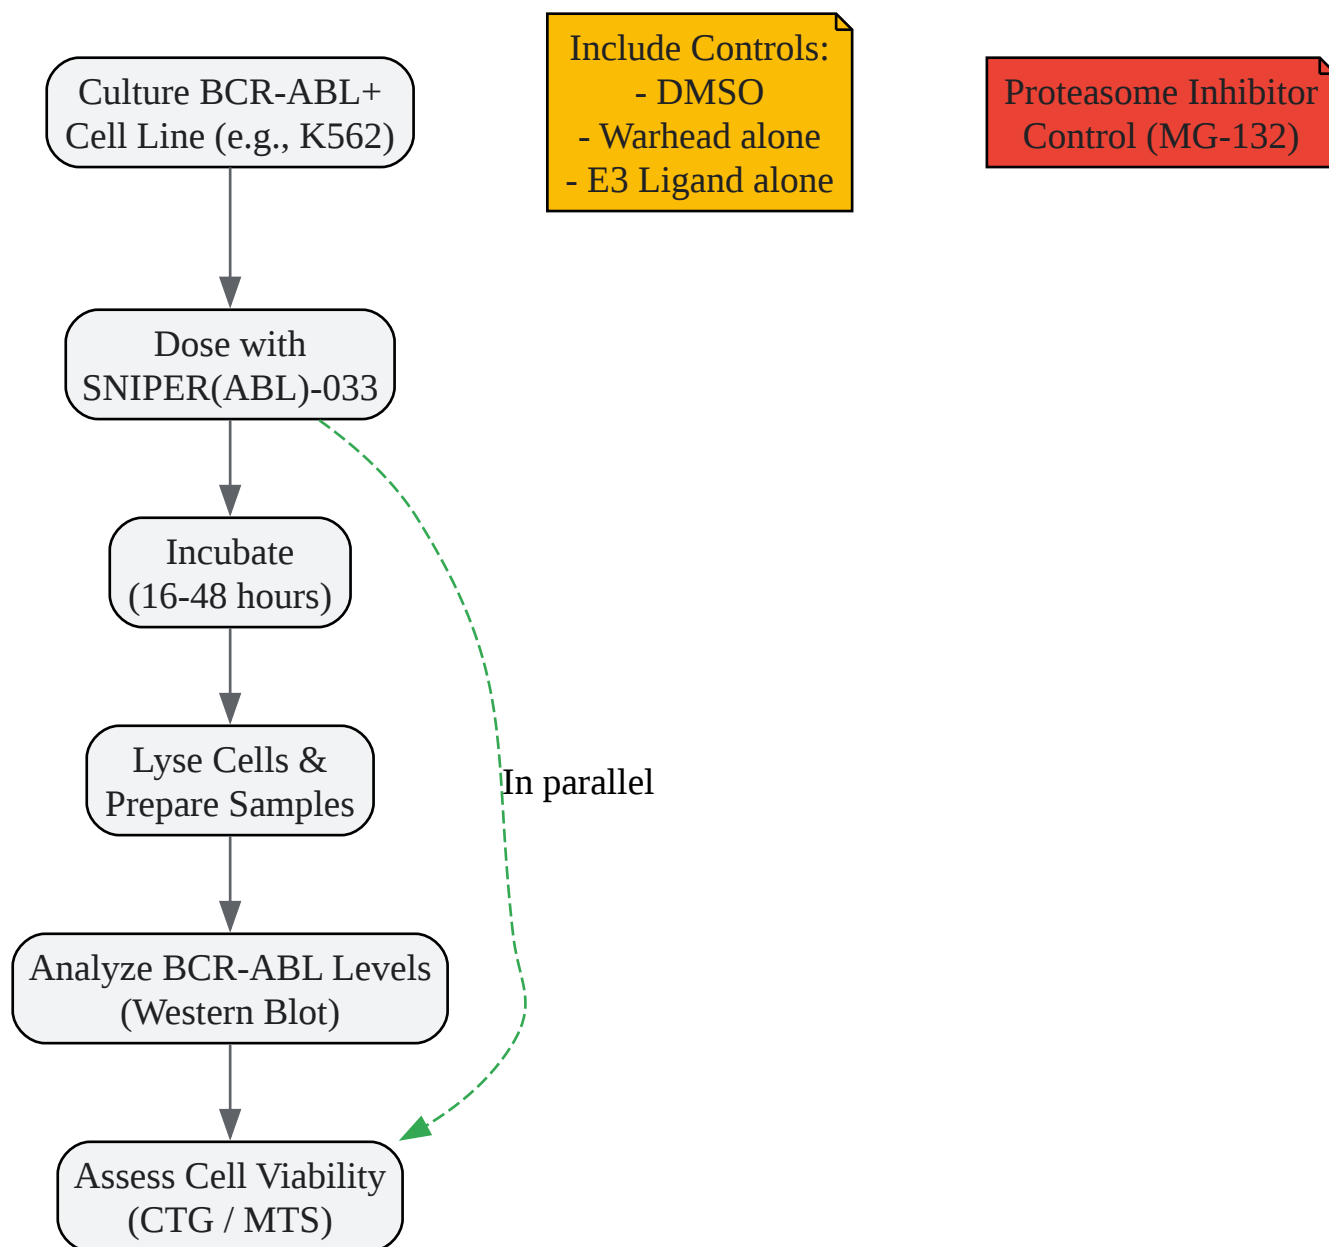 Culture BCR-ABL+
Cell Line (e.g., K562)
Include Controls:
- DMSO
- Warhead alone
- E3 Ligand alone
Proteasome Inhibitor
Control (MG-132)
Dose with
SNIPER(ABL)-033
Incubate
(16-48 hours)
Lyse Cells &
Prepare Samples
In parallel
Analyze BCR-ABL Levels
(Western Blot)
Assess Cell Viability
(CTG / MTS)